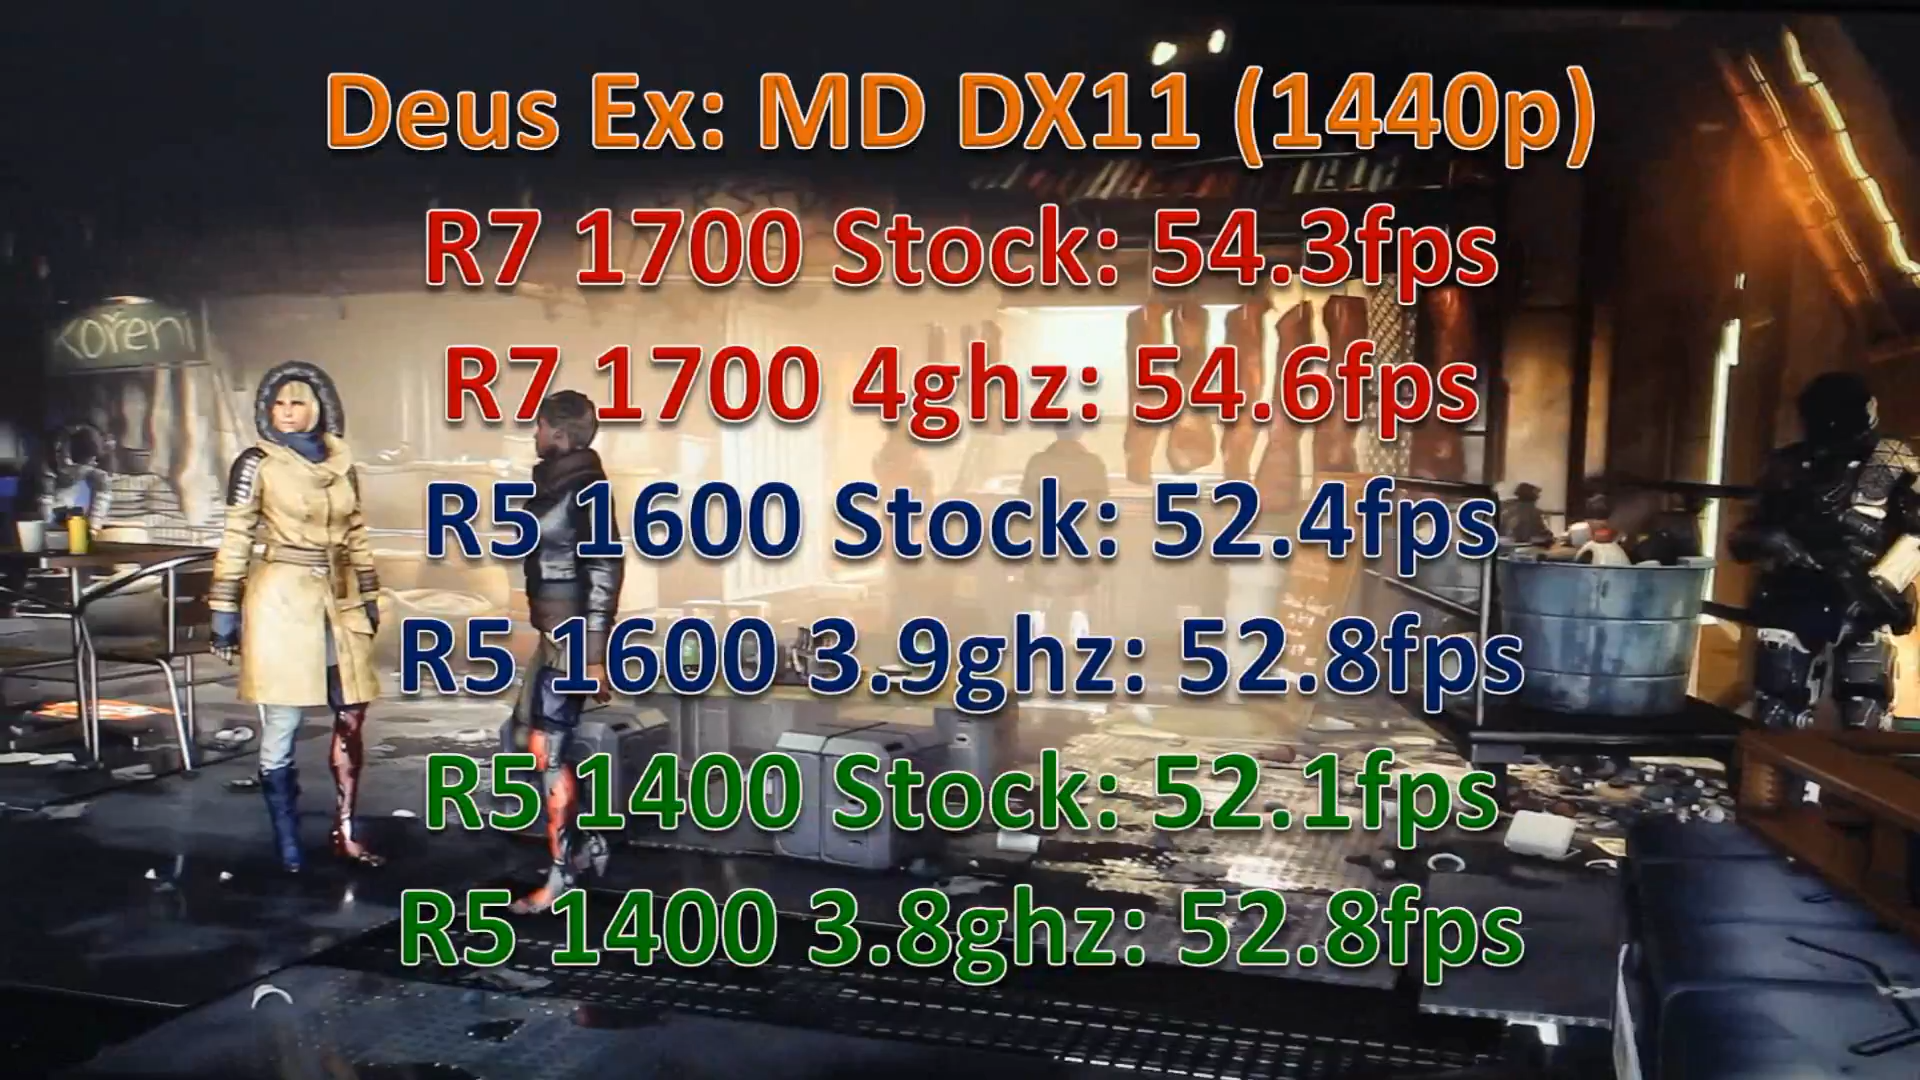 Deus Ex: MD DX11 (1440p)
R7 1700 Stock: 54.3fps
R7 1700 4ghz: 54.6fps
kořeni
R5 1600 Stock: 52.4fps
R5 1600 3.9ghz: 52.8fps
R5 1400 Stock: 52.1fps
R5 1400 3.8ghz: 52.8fps